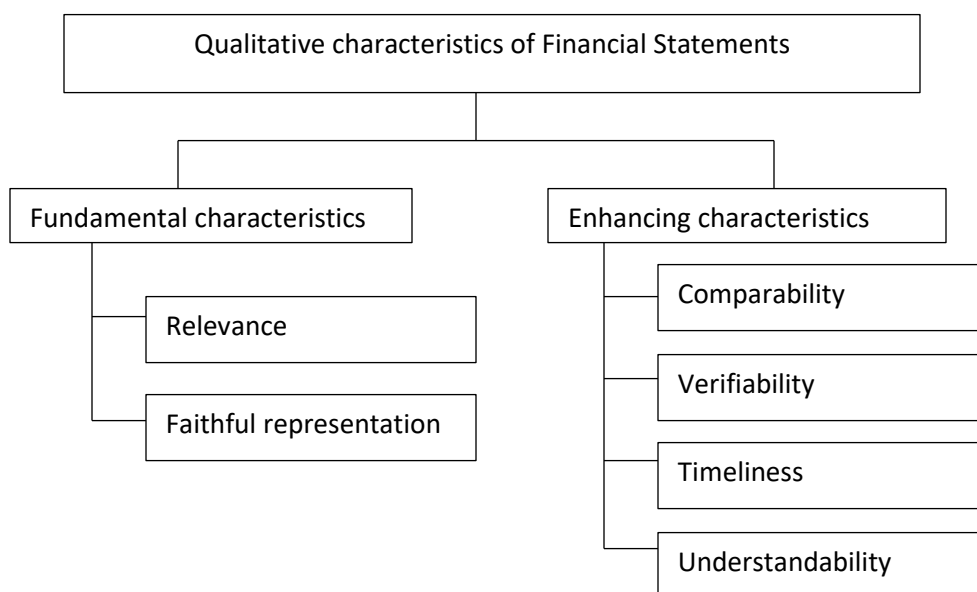 Qualitative characteristics of Financial Statements
Fundamental characteristics
Relevance
Faithful representation
Enhancing characteristics
Comparability
Verifiability
Timeliness
Understandability